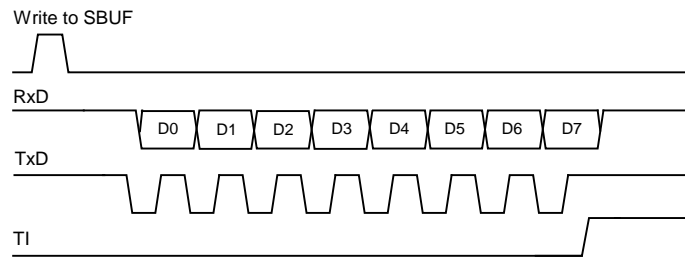 Write to SBUF
RxD
D0 D1 D2 D3 D4 D5 D6 D7
TxD
TI